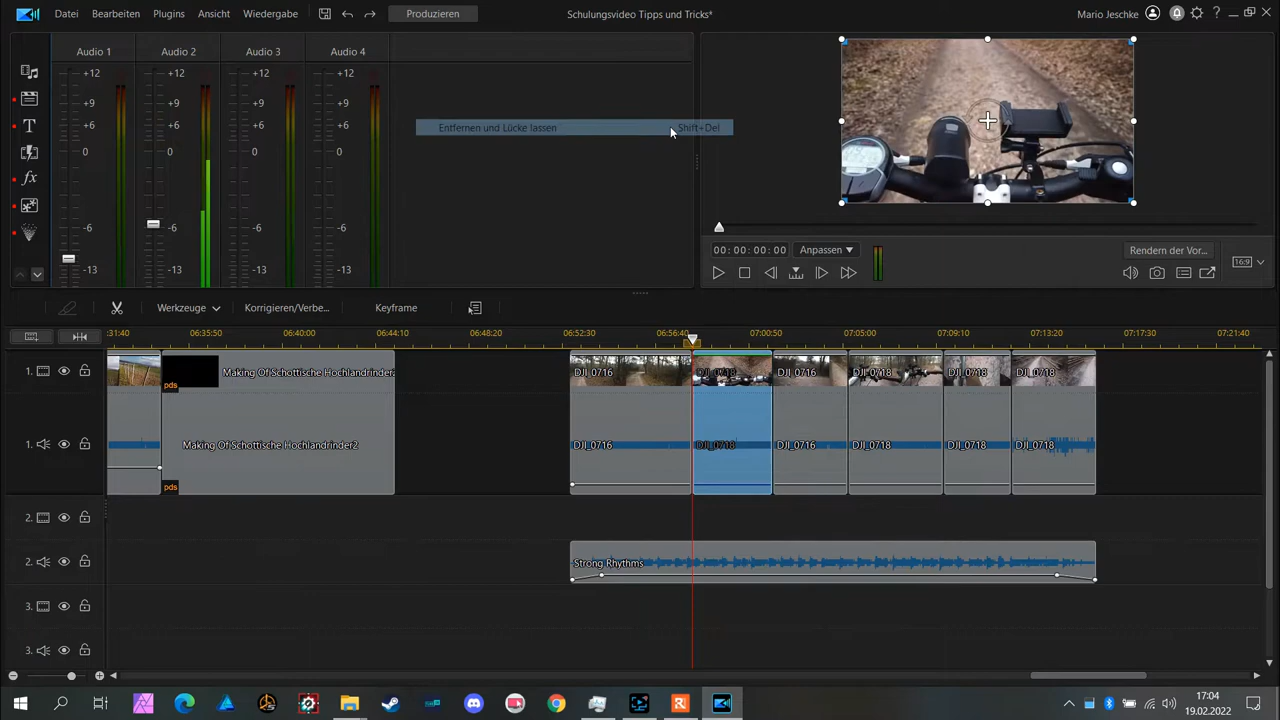 Datei Bearbeiten Plugins Ansicht Wiedergabe Produzieren Schulungsvideo Tipps und Tricks* Mario Jeschke
Audio 1 Audio 2 Audio 3 Audio 4
+12 +12 +12 +12
+9 +9 +9 +9
+6 +6 +6 +6
Entfernen und Lücke lassen Shift+Del
0 0 0 0
-6 -6 -6 -6
-13 -13 -13 -13
00:00:00:00 Anpassen Rendern der Vor...
16:9
Werkzeuge Korrigieren/Verbe... Keyframe
:31:40 06:35:50 06:40:00 06:44:10 06:48:20 06:52:30 06:56:40 07:00:50 07:05:00 07:09:10 07:13:20 07:17:30 07:21:40
1. Making Of Schottische Hochlandrinder DJI_0716 DJI_0718 DJI_0716 DJI_0718 DJI_0718 DJI_0718
pds
1. Making Of Schottische Hochlandrinder2 DJI_0716 DJI_0718 DJI_0716 DJI_0718 DJI_0718 DJI_0718
pds
2.
2. Strong Rhythms
3.
3.
17:04
19.02.2022